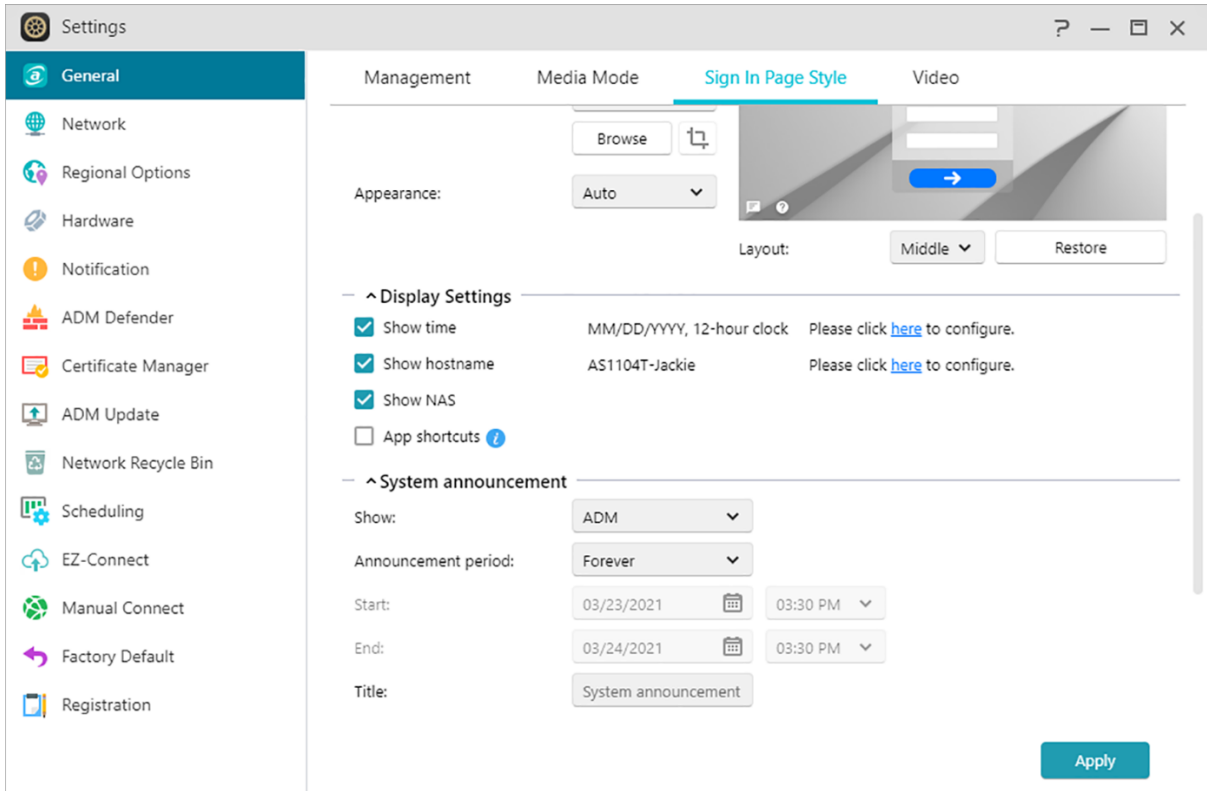 Settings
General
Network
Regional Options
Hardware
Notification
ADM Defender
Certificate Manager
ADM Update
Network Recycle Bin
Scheduling
EZ-Connect
Manual Connect
Factory Default
Registration
Management Media Mode Sign In Page Style Video
Browse
Appearance: Auto
Layout: Middle Restore
Display Settings
Show time MM/DD/YYYY, 12-hour clock Please click here to configure.
Show hostname AS1104T-Jackie Please click here to configure.
Show NAS
App shortcuts
System announcement
Show: ADM
Announcement period: Forever
Start: 03/23/2021 03:30 PM
End: 03/24/2021 03:30 PM
Title: System announcement
Apply